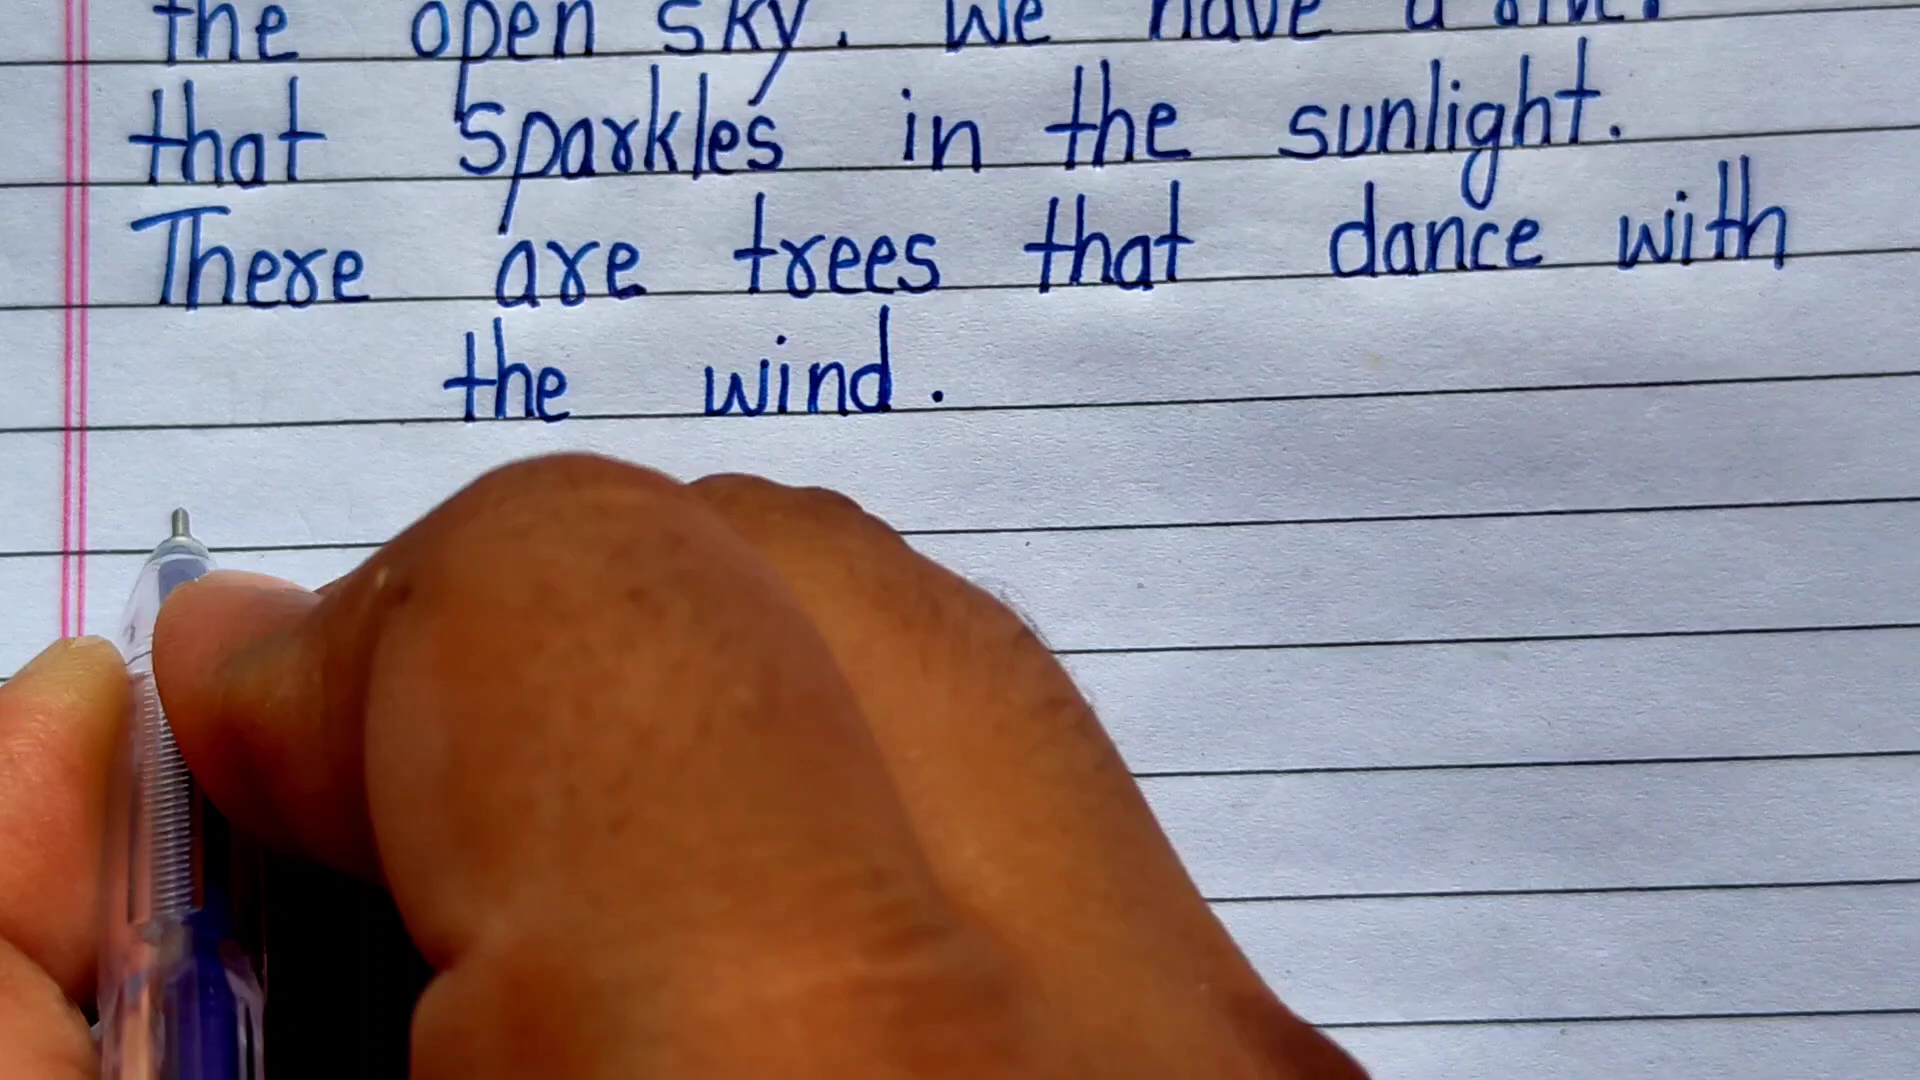 the open sky. We have a
that sparkles in the sunlight.
There are trees that dance with
the wind.